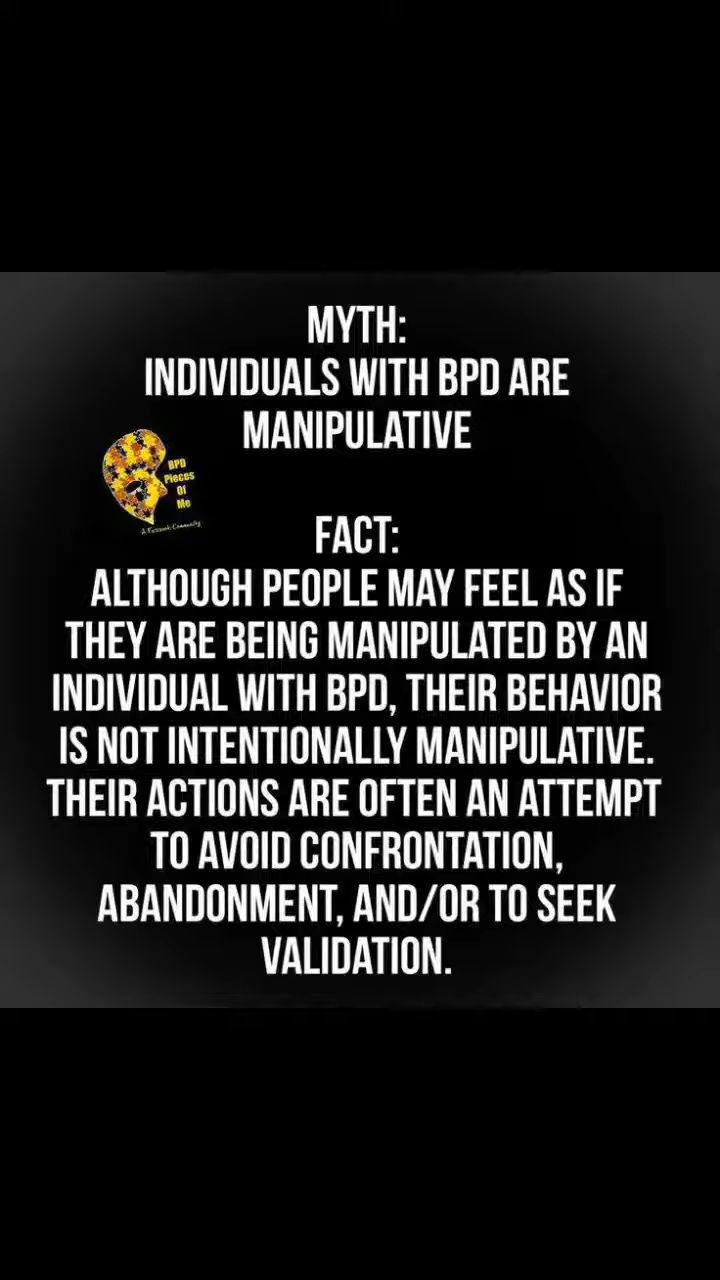 MYTH:
INDIVIDUALS WITH BPD ARE
MANIPULATIVE
BPD
Pieces
Of
Me
A Facebook Community
FACT:
ALTHOUGH PEOPLE MAY FEEL AS IF
THEY ARE BEING MANIPULATED BY AN
INDIVIDUAL WITH BPD, THEIR BEHAVIOR
IS NOT INTENTIONALLY MANIPULATIVE.
THEIR ACTIONS ARE OFTEN AN ATTEMPT
TO AVOID CONFRONTATION,
ABANDONMENT, AND/OR TO SEEK
VALIDATION.